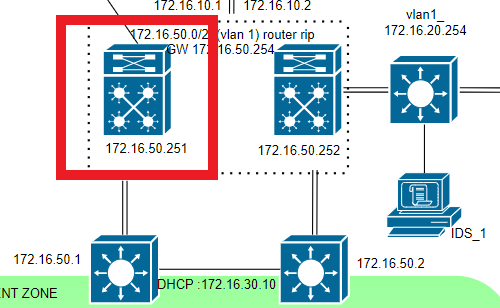 172.16.10.1
172.16.10.2
vlan1_
172.16.20.254
172.16.50.0/2 (vlan 1) router rip
GW 172.16.50.254
172.16.50.251
172.16.50.252
IDS_1
172.16.50.1
172.16.50.2
DHCP :172.16.30.10
ENT ZONE